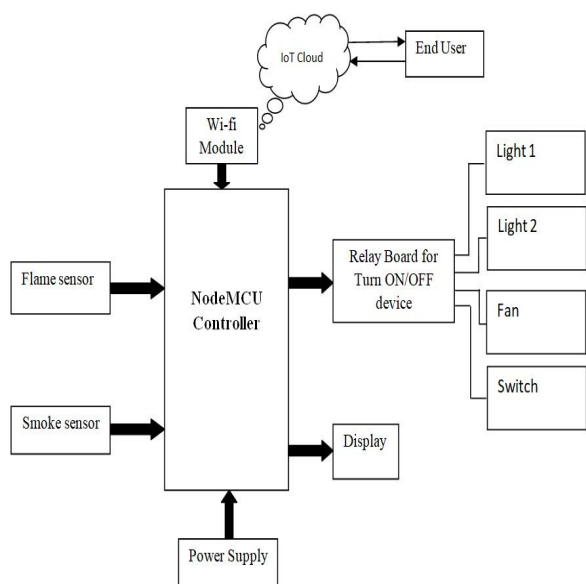 IoT Cloud
End User
Wi-fi
Module
Light 1
Light 2
Relay Board for
Turn ON/OFF
device
Flame sensor
NodeMCU
Controller
Fan
Switch
Smoke sensor
Display
Power Supply